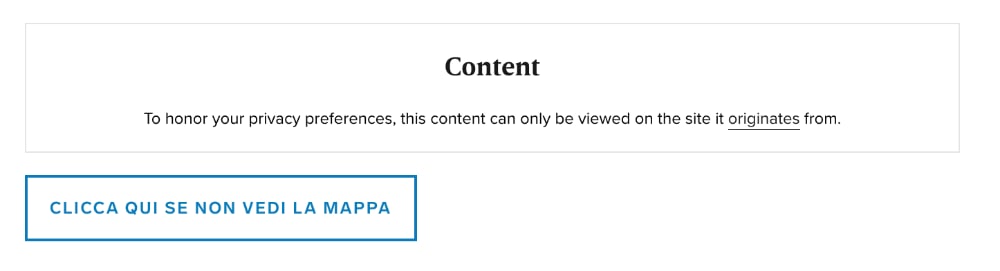 Content
To honor your privacy preferences, this content can only be viewed on the site it originates from.
CLICCA QUI SE NON VEDI LA MAPPA